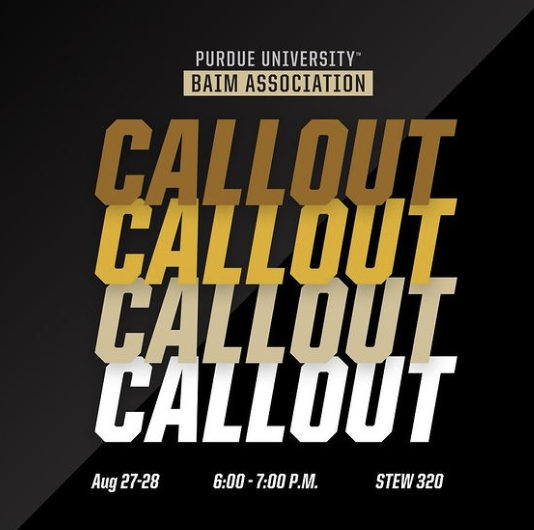 PURDUE UNIVERSITY™
BAIM ASSOCIATION
CALLOUT
CALLOUT
CALLOUT
CALLOUT
Aug 27-28 6:00 - 7:00 P.M. STEW 320